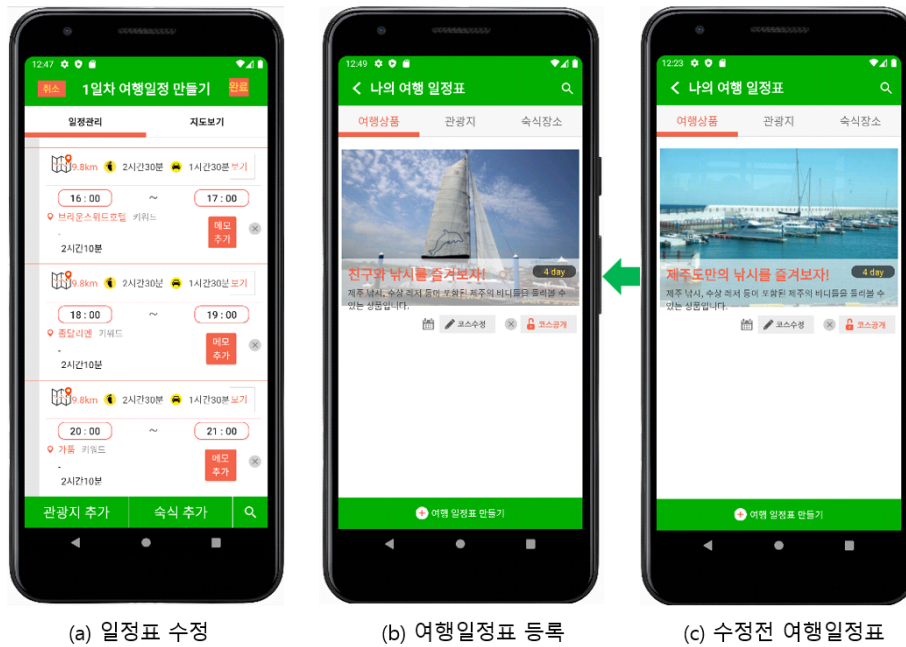 12:47
취소 1일차 여행일정 만들기 완료
일정관리 지도보기
9.8km 2시간30분 1시간30분 보기
16 : 00 ~ 17 : 00
브라운스위드호텔 키워드
메모
추가
-
2시간10분
9.8km 2시간30분 1시간30분 보기
18 : 00 ~ 19 : 00
종달리엔 키워드
메모
추가
-
2시간10분
9.8km 2시간30분 1시간30분 보기
20 : 00 ~ 21 : 00
가품 키워드
메모
추가
-
2시간10분
관광지 추가 숙식 추가
(a) 일정표 수정
12:49
나의 여행 일정표
여행상품 관광지 숙식장소
친구와 낚시를 즐겨보자! 4 day
제주 낚시, 수상 레저 등이 포함된 제주의 바다들을 둘러볼 수
있는 상품입니다.
코스수정 코스공개
여행 일정표 만들기
(b) 여행일정표 등록
12:23
나의 여행 일정표
여행상품 관광지 숙식장소
제주도만의 낚시를 즐겨보자! 4 day
제주 낚시, 수상 레저 등이 포함된 제주의 바다들을 둘러볼 수
있는 상품입니다.
코스수정 코스공개
여행 일정표 만들기
(c) 수정전 여행일정표